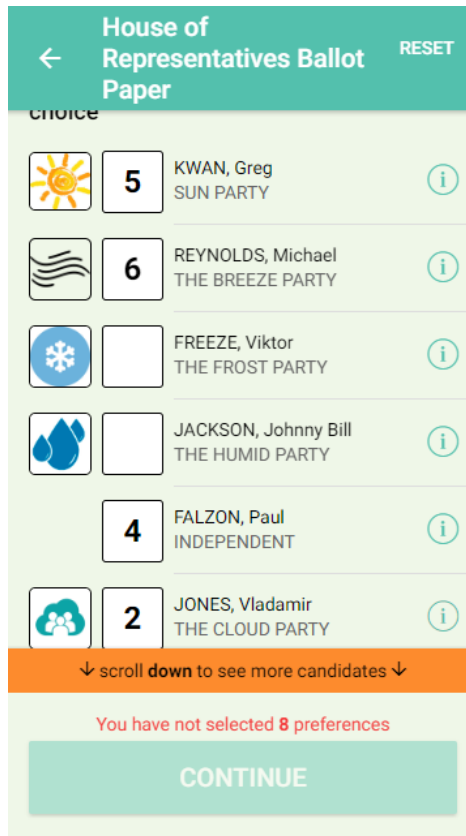 House of
Representatives Ballot
Paper
RESET
choice
5
KWAN, Greg
SUN PARTY
6
REYNOLDS, Michael
THE BREEZE PARTY
FREEZE, Viktor
THE FROST PARTY
JACKSON, Johnny Bill
THE HUMID PARTY
4
FALZON, Paul
INDEPENDENT
2
JONES, Vladamir
THE CLOUD PARTY
↓ scroll down to see more candidates ↓
You have not selected 8 preferences
CONTINUE